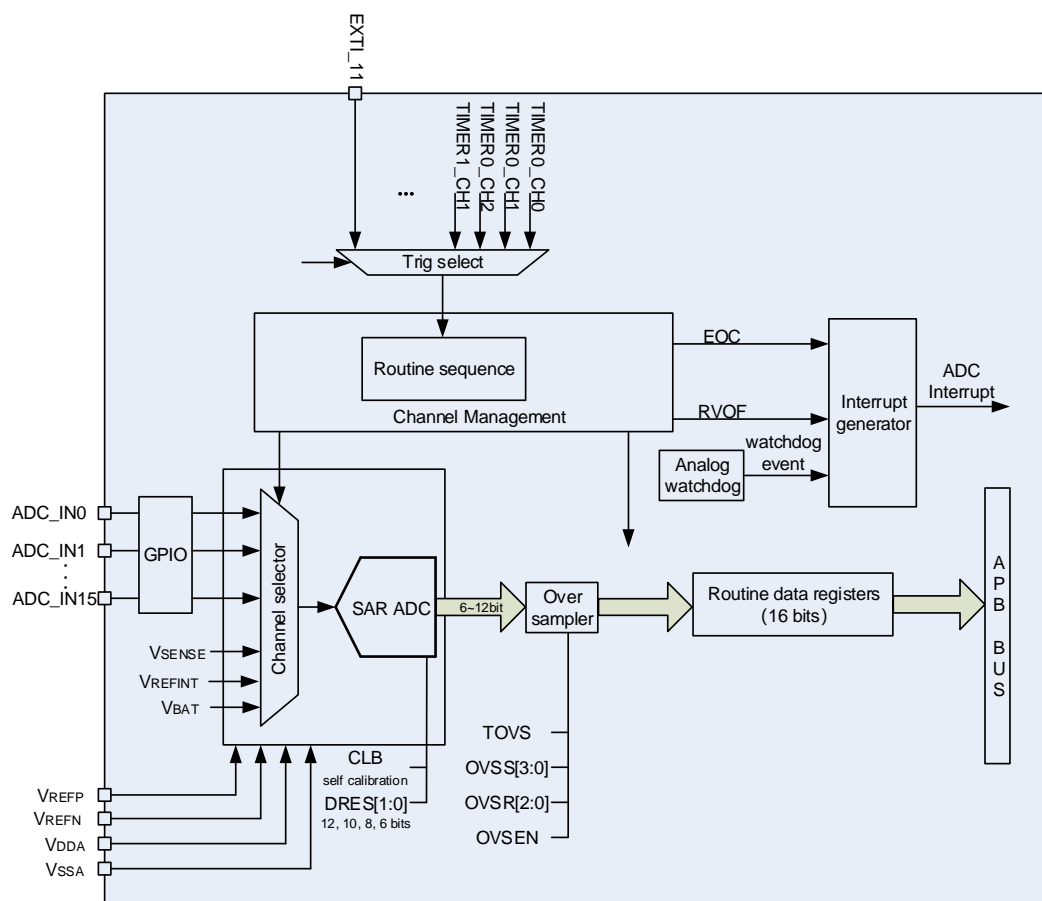 EXTI_11
TIMER1_CH1
TIMER0_CH2
TIMER0_CH1
TIMER0_CH0
...
Trig select
Routine sequence
Channel Management
EOC
RVOF
watchdog
event
Analog
watchdog
Interrupt
generator
ADC
Interrupt
ADC_IN0
ADC_IN1
ADC_IN15
GPIO
Channel selector
SAR ADC
6~12bit
Over
sampler
Routine data registers
(16 bits)
APB BUS
VSENSE
VREFINT
VBAT
CLB
self calibration
DRES[1:0]
12, 10, 8, 6 bits
TOVS
OVSS[3:0]
OVSR[2:0]
OVSEN
VREFP
VREFN
VDDA
VSSA